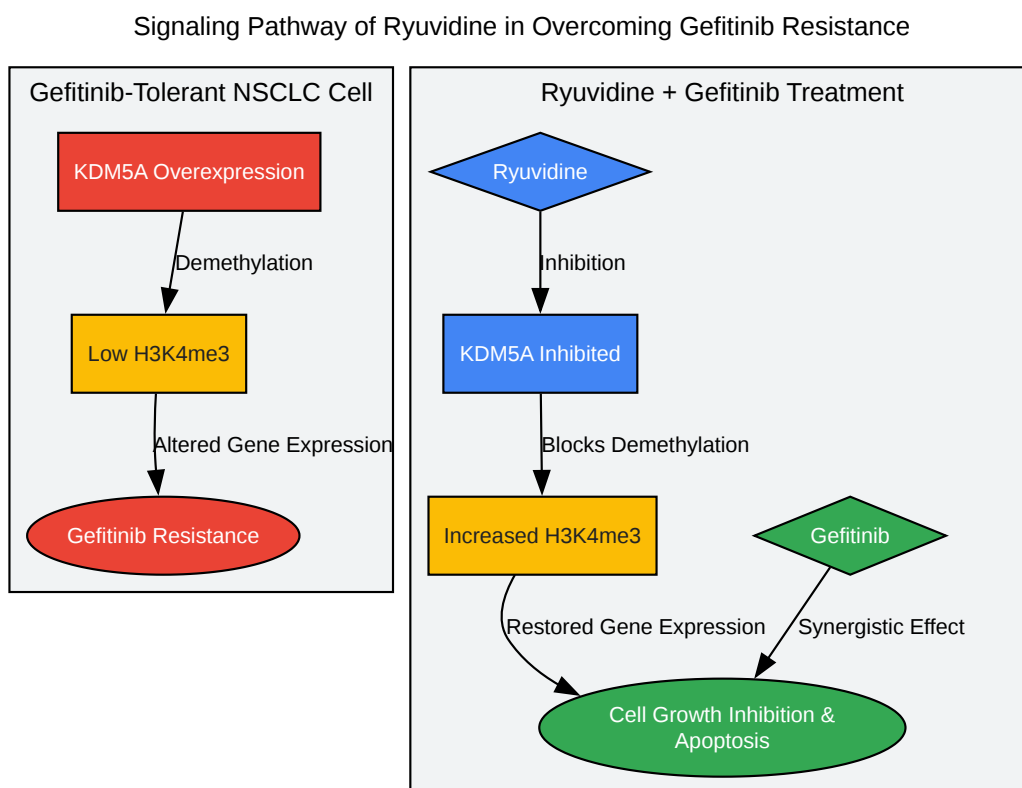 Signaling Pathway of Ryuvidine in Overcoming Gefitinib Resistance
Gefitinib-Tolerant NSCLC Cell
KDM5A Overexpression
Demethylation
Low H3K4me3
Altered Gene Expression
Gefitinib Resistance
Ryuvidine + Gefitinib Treatment
Ryuvidine
Inhibition
KDM5A Inhibited
Blocks Demethylation
Increased H3K4me3
Gefitinib
Restored Gene Expression
Synergistic Effect
Cell Growth Inhibition &
Apoptosis